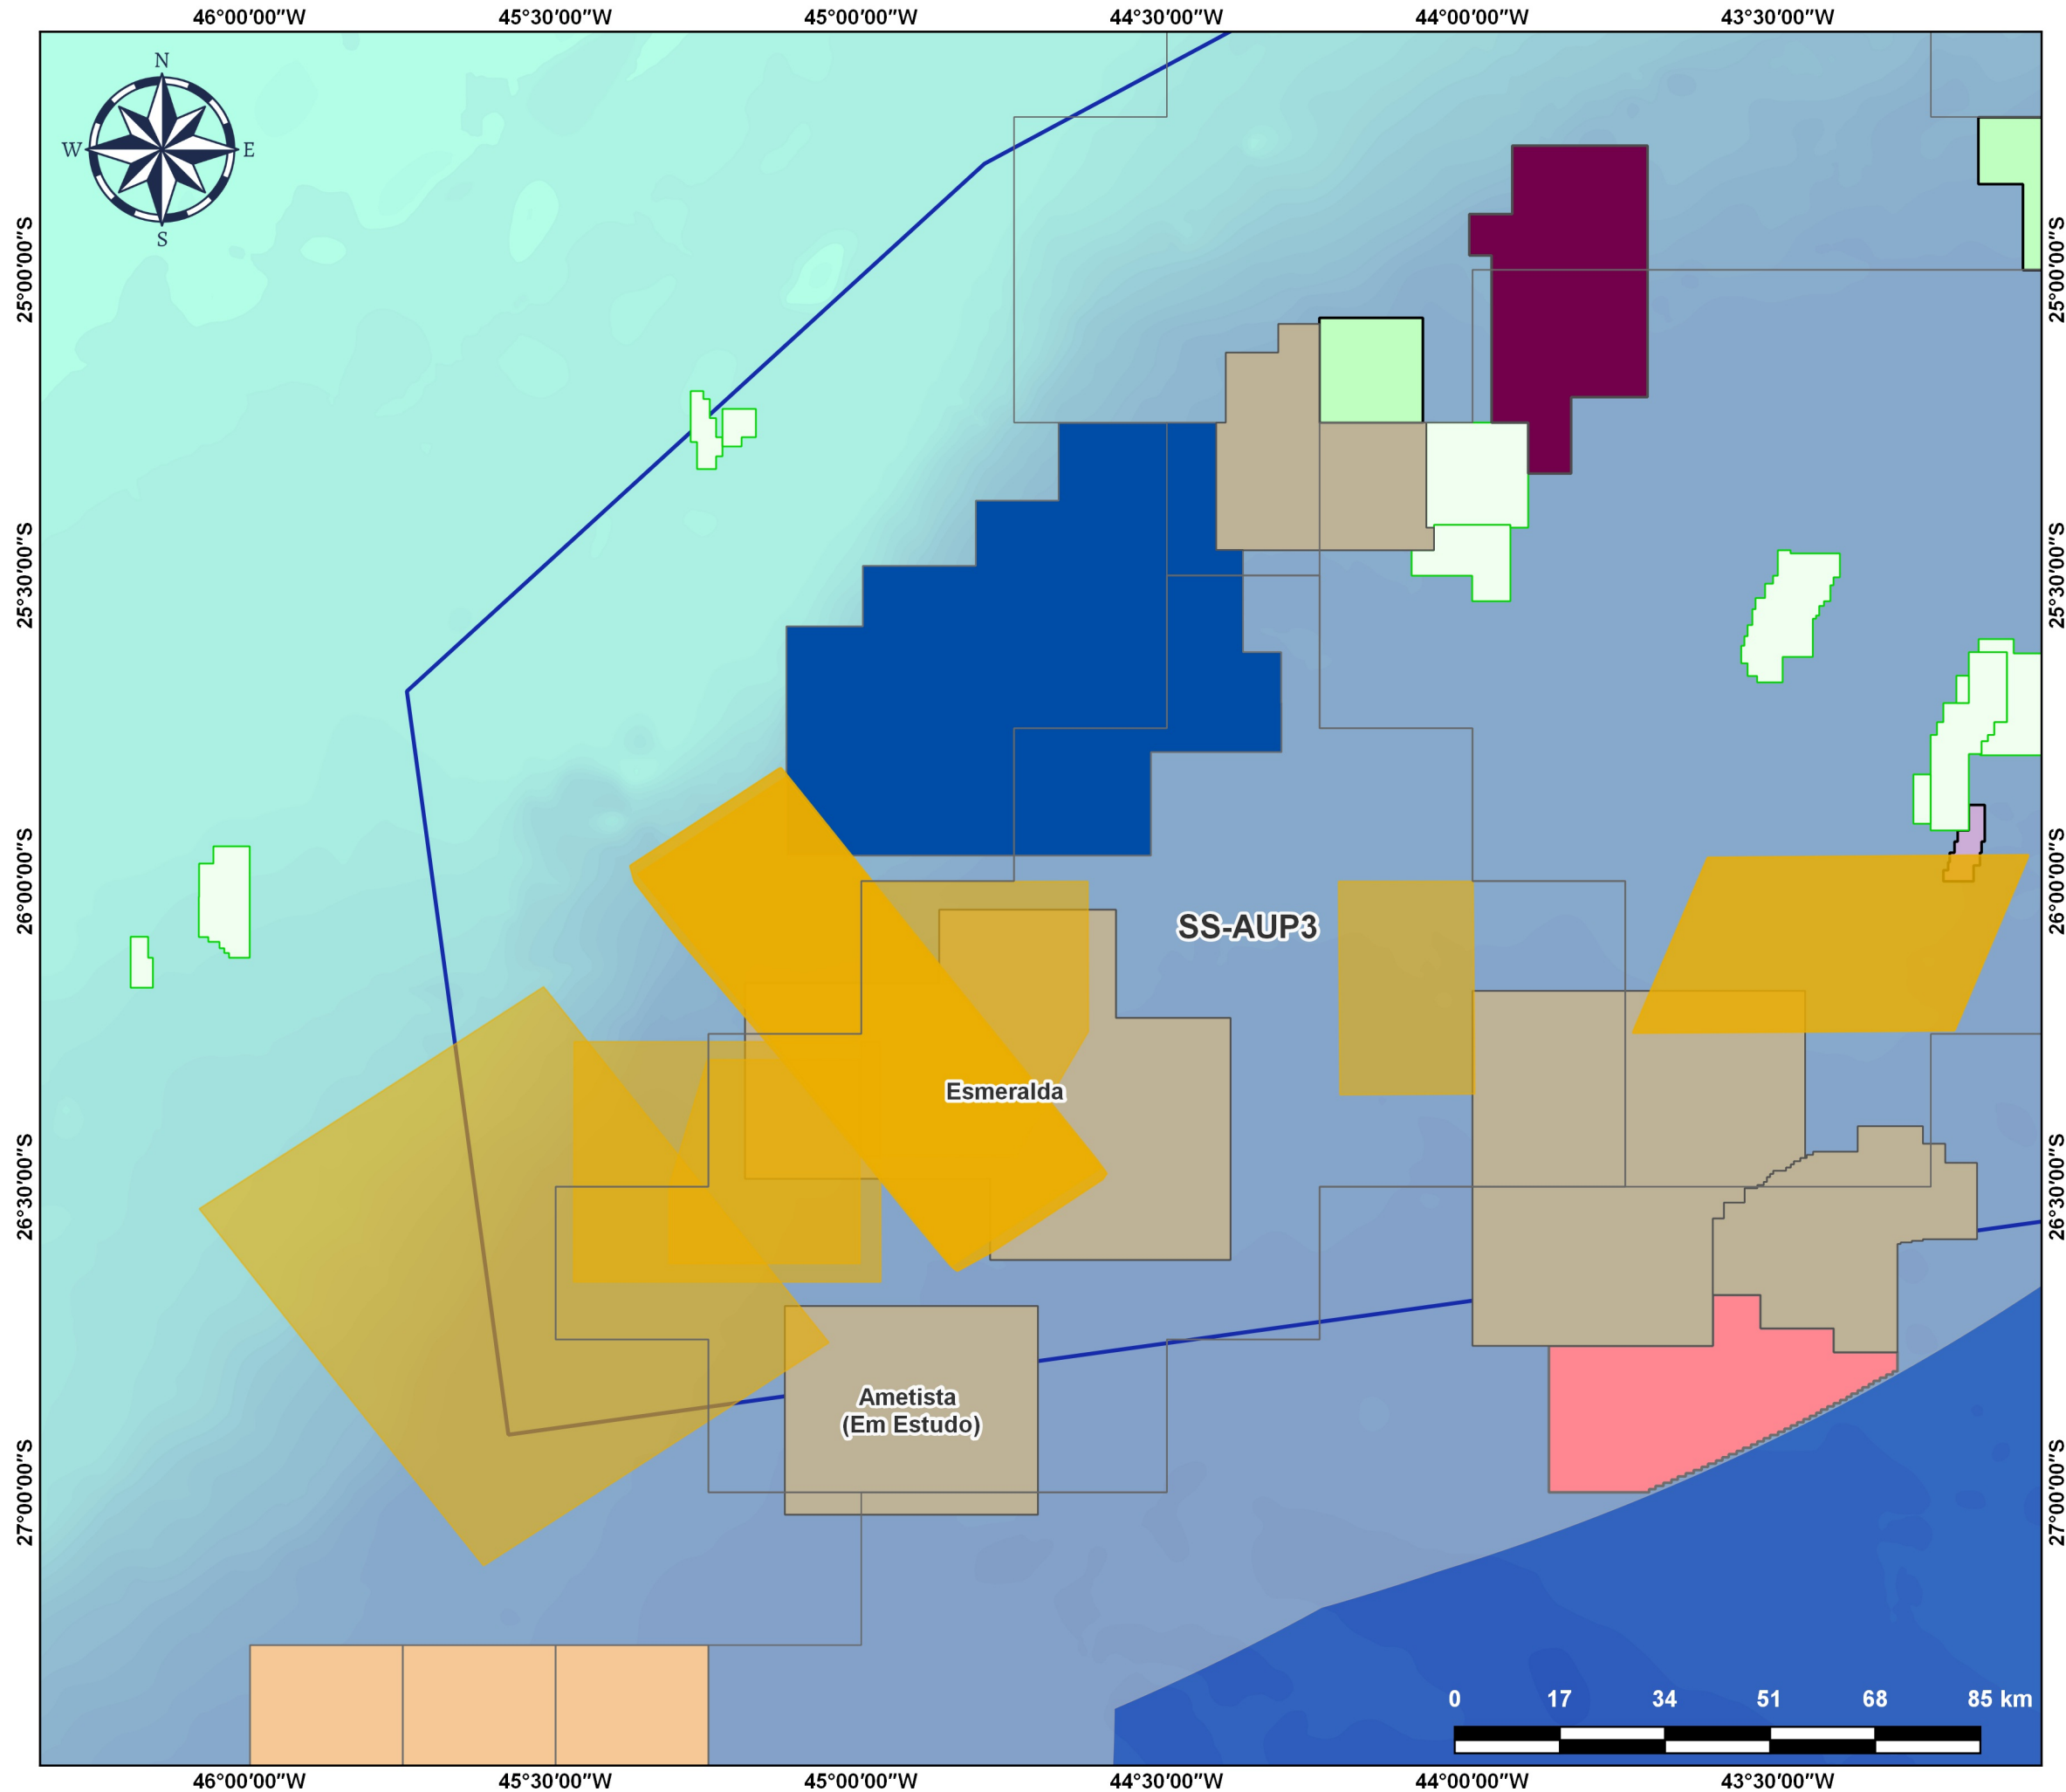 46°00'00"W 45°30'00"W 45°00'00"W 44°30'00"W 44°00'00"W 43°30'00"W
N
W E
S
25°00'00"S 25°00'00"S
25°30'00"S 25°30'00"S
26°00'00"S 26°00'00"S
SS-AUP3
Esmeralda
26°30'00"S 26°30'00"S
Ametista
(Em Estudo)
27°00'00"S 27°00'00"S
0 17 34 51 68 85 km
46°00'00"W 45°30'00"W 45°00'00"W 44°30'00"W 44°00'00"W 43°30'00"W